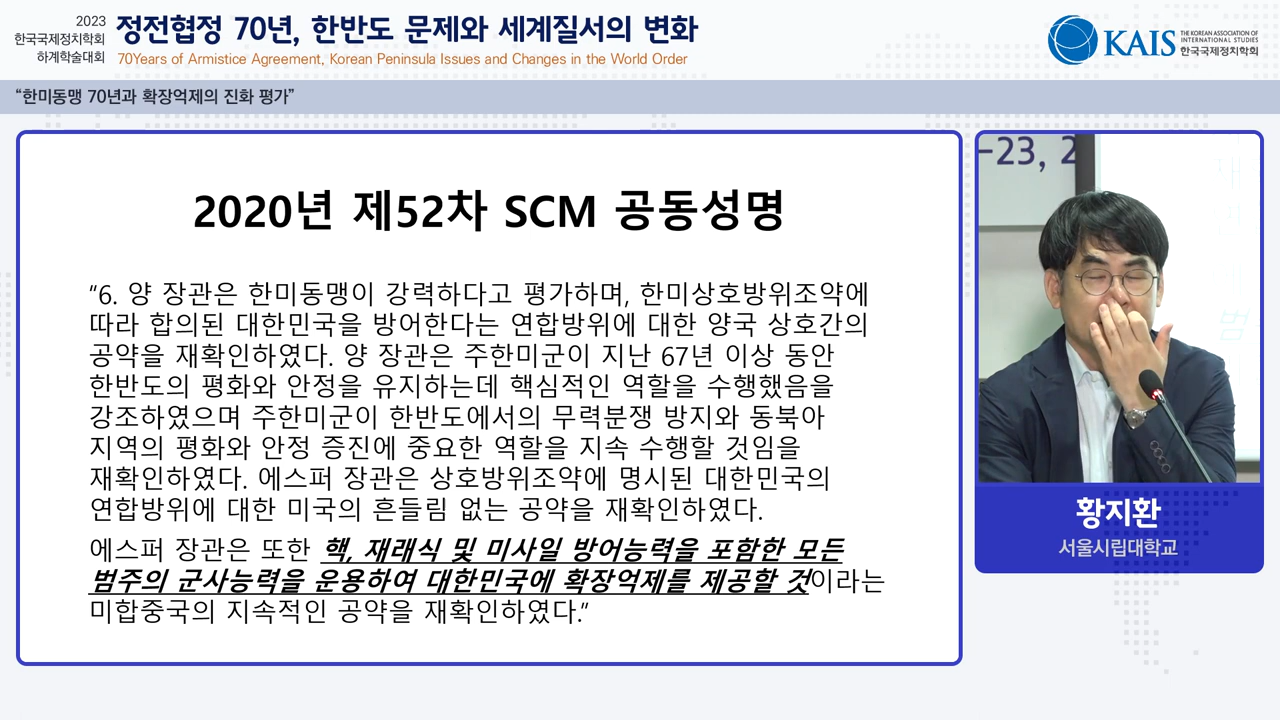 2023
한국국제정치학회
하계학술대회
정전협정 70년, 한반도 문제와 세계질서의 변화
70Years of Armistice Agreement, Korean Peninsula Issues and Changes in the World Order
KAIS
THE KOREAN ASSOCIATION OF
INTERNATIONAL STUDIES
한국국제정치학회
“한미동맹 70년과 확장억제의 진화 평가”
2020년 제52차 SCM 공동성명
“6. 양 장관은 한미동맹이 강력하다고 평가하며, 한미상호방위조약에
따라 합의된 대한민국을 방어한다는 연합방위에 대한 양국 상호간의
공약을 재확인하였다. 양 장관은 주한미군이 지난 67년 이상 동안
한반도의 평화와 안정을 유지하는데 핵심적인 역할을 수행했음을
강조하였으며 주한미군이 한반도에서의 무력분쟁 방지와 동북아
지역의 평화와 안정 증진에 중요한 역할을 지속 수행할 것임을
재확인하였다. 에스퍼 장관은 상호방위조약에 명시된 대한민국의
연합방위에 대한 미국의 흔들림 없는 공약을 재확인하였다.
에스퍼 장관은 또한 핵, 재래식 및 미사일 방어능력을 포함한 모든
범주의 군사능력을 운용하여 대한민국에 확장억제를 제공할 것이라는
미합중국의 지속적인 공약을 재확인하였다.”
-23, 2
범
황지환
서울시립대학교